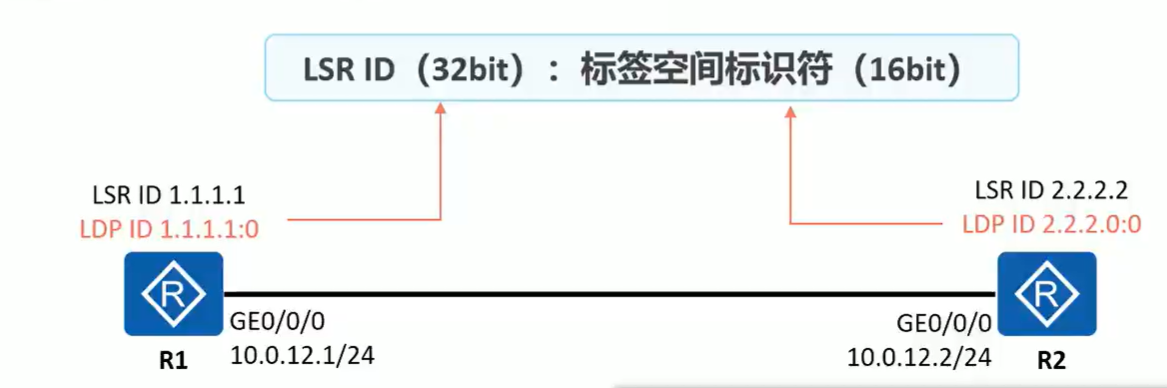 LSR ID（32bit）：标签空间标识符（16bit）
LSR ID 1.1.1.1
LDP ID 1.1.1.1:0
LSR ID 2.2.2.2
LDP ID 2.2.2.0:0
R
R
GE0/0/0
10.0.12.1/24
GE0/0/0
10.0.12.2/24
R1
R2